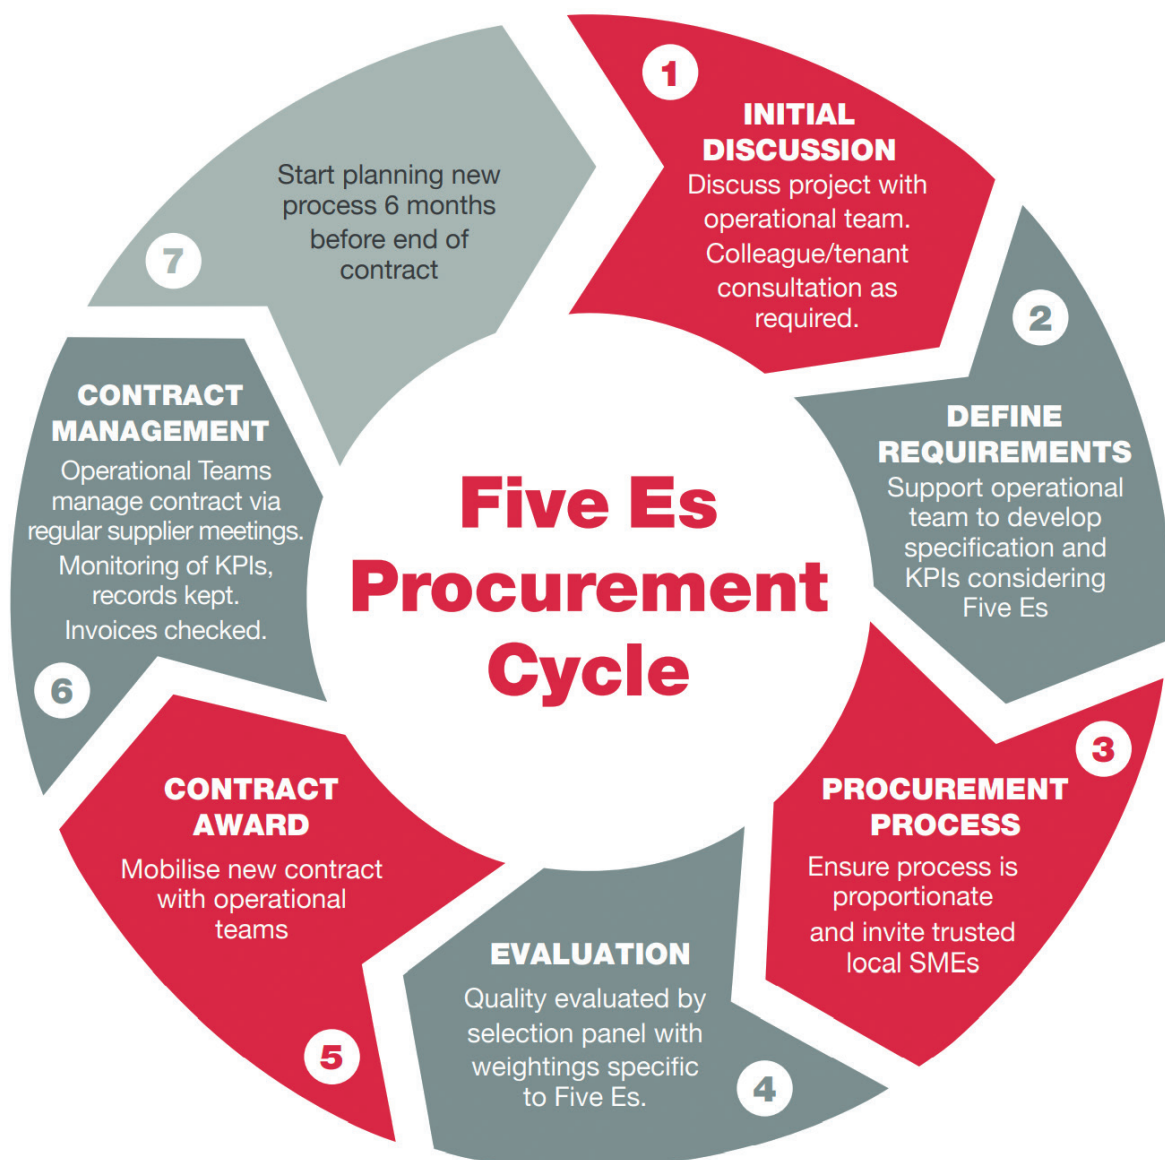 Five Es
Procurement
Cycle
1
INITIAL
DISCUSSION
Discuss project with
operational team.
Colleague/tenant
consultation as
required.
2
DEFINE
REQUIREMENTS
Support operational
team to develop
specification and
KPIs considering
Five Es
3
PROCUREMENT
PROCESS
Ensure process is
proportionate
and invite trusted
local SMEs
EVALUATION
Quality evaluated by
selection panel with
weightings specific
to Five Es.
4
CONTRACT
AWARD
Mobilise new contract
with operational
teams
5
CONTRACT
MANAGEMENT
Operational Teams
manage contract via
regular supplier meetings.
Monitoring of KPIs,
records kept.
Invoices checked.
6
Start planning new
process 6 months
before end of
contract
7